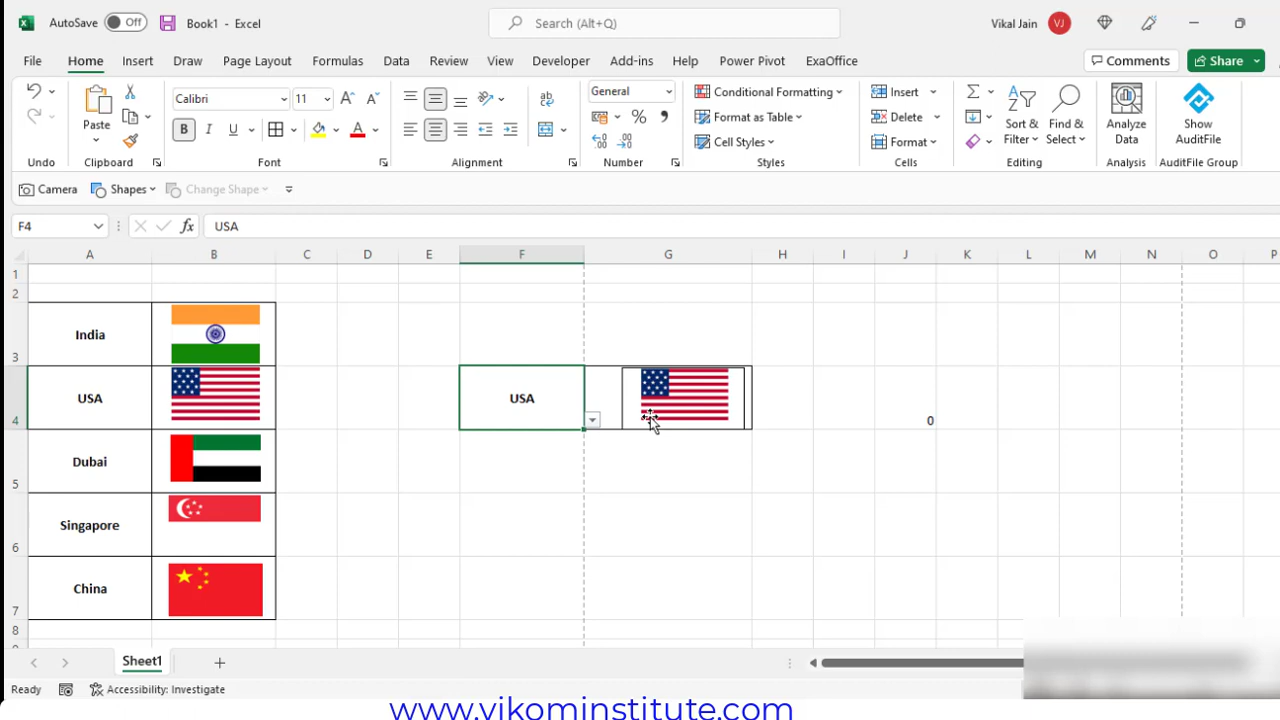 AutoSave Off Book1 - Excel Search (Alt+Q) Vikal Jain VJ
File Home Insert Draw Page Layout Formulas Data Review View Developer Add-ins Help Power Pivot ExaOffice Comments Share
Paste Calibri 11 General Conditional Formatting Insert Sort & Find & Analyze Show
B I U Format as Table Delete Filter Select Data AuditFile
Cell Styles Format
Undo Clipboard Font Alignment Number Styles Cells Editing Analysis AuditFile Group
Camera Shapes Change Shape
F4 fx USA
A B C D E F G H I J K L M N O P
1
2
India
3
USA USA
4 0
Dubai
5
Singapore
6
China
7
8
Sheet1
Ready Accessibility: Investigate
www.vikominstitute.com